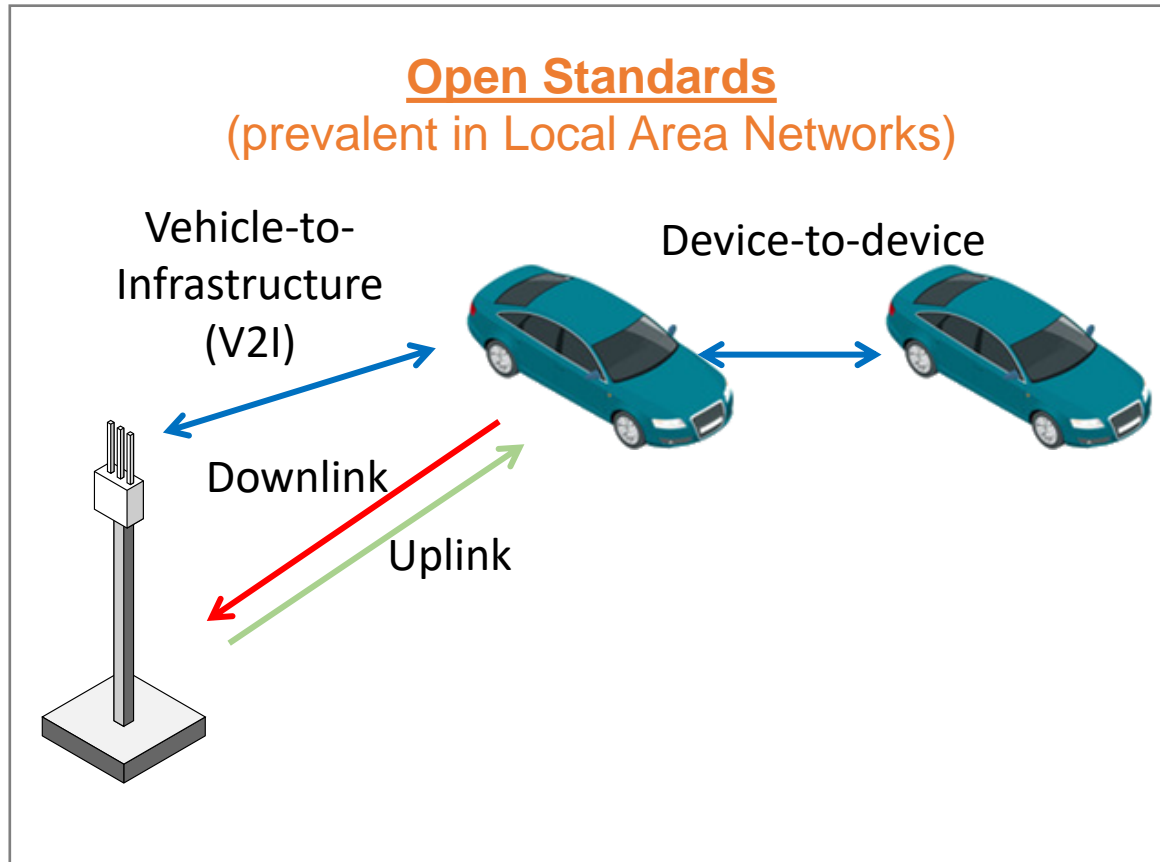 Open Standards
(prevalent in Local Area Networks)
Vehicle-to-
Infrastructure
(V2I)
Device-to-device
Downlink
Uplink